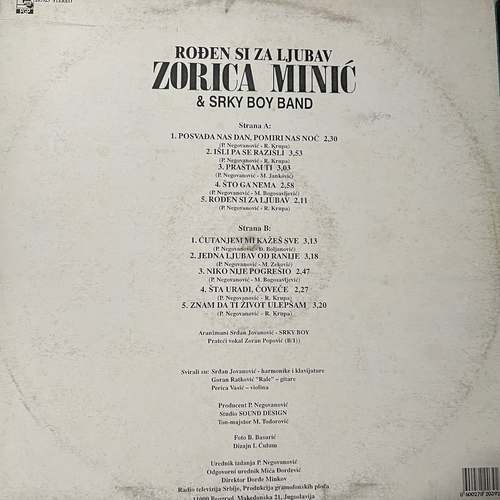 PGP
STEREO
ROĐEN SI ZA LJUBAV
ZORICA MINIĆ
& SRKY BOY BAND
Strana A:
1. POSVAĐA NAS DAN, POMIRI NAS NOĆ 2,30
(P. Negovanović - R. Krupa)
2. IŠLI PA SE RAZIŠLI 3,53
(P. Negovanović - R. Krupa)
3. PRAŠTAM TI 3,03
(P. Negovanović - M. Janković)
4. ŠTO GA NEMA 2,58
(P. Negovanović - M. Bogosavljević)
5. ROĐEN SI ZA LJUBAV 2,11
(P. Negovanović - R. Krupa)
Strana B:
1. ĆUTANJEM MI KAŽEŠ SVE 3,13
(P. Negovanović - B. Boljanović)
2. JEDNA LJUBAV OD RANIJE 3,18
(P. Negovanović - M. Zeković)
3. NIKO NIJE POGREŠIO 2,47
(P. Negovanović - M. Bogosavljević)
4. ŠTA URADI, ČOVEČE 2,27
(P. Negovanović - R. Krupa)
5. ZNAM DA TI ŽIVOT ULEPŠAM 3,20
(P. Negovanović - R. Krupa)
Aranžmani Srđan Jovanović - SRKY BOY
Prateći vokal Zoran Popović (B/1)
Svirali su: Srđan Jovanović - harmonike i klavijature
Goran Ratković "Rale" – gitare
Perica Vasić – violina
Producent P. Negovanović
Studio SOUND DESIGN
Ton-majstor M. Todorović
Foto B. Basarić
Dizajn I. Ćulum
Urednik izdanja P. Negovanović
Odgovorni urednik Mića Đorđević
Direktor Đorđe Minkov
Radio televizija Srbije, Produkcija gramofonskih ploča
11000 Beograd, Makedonska 21, Jugoslavija